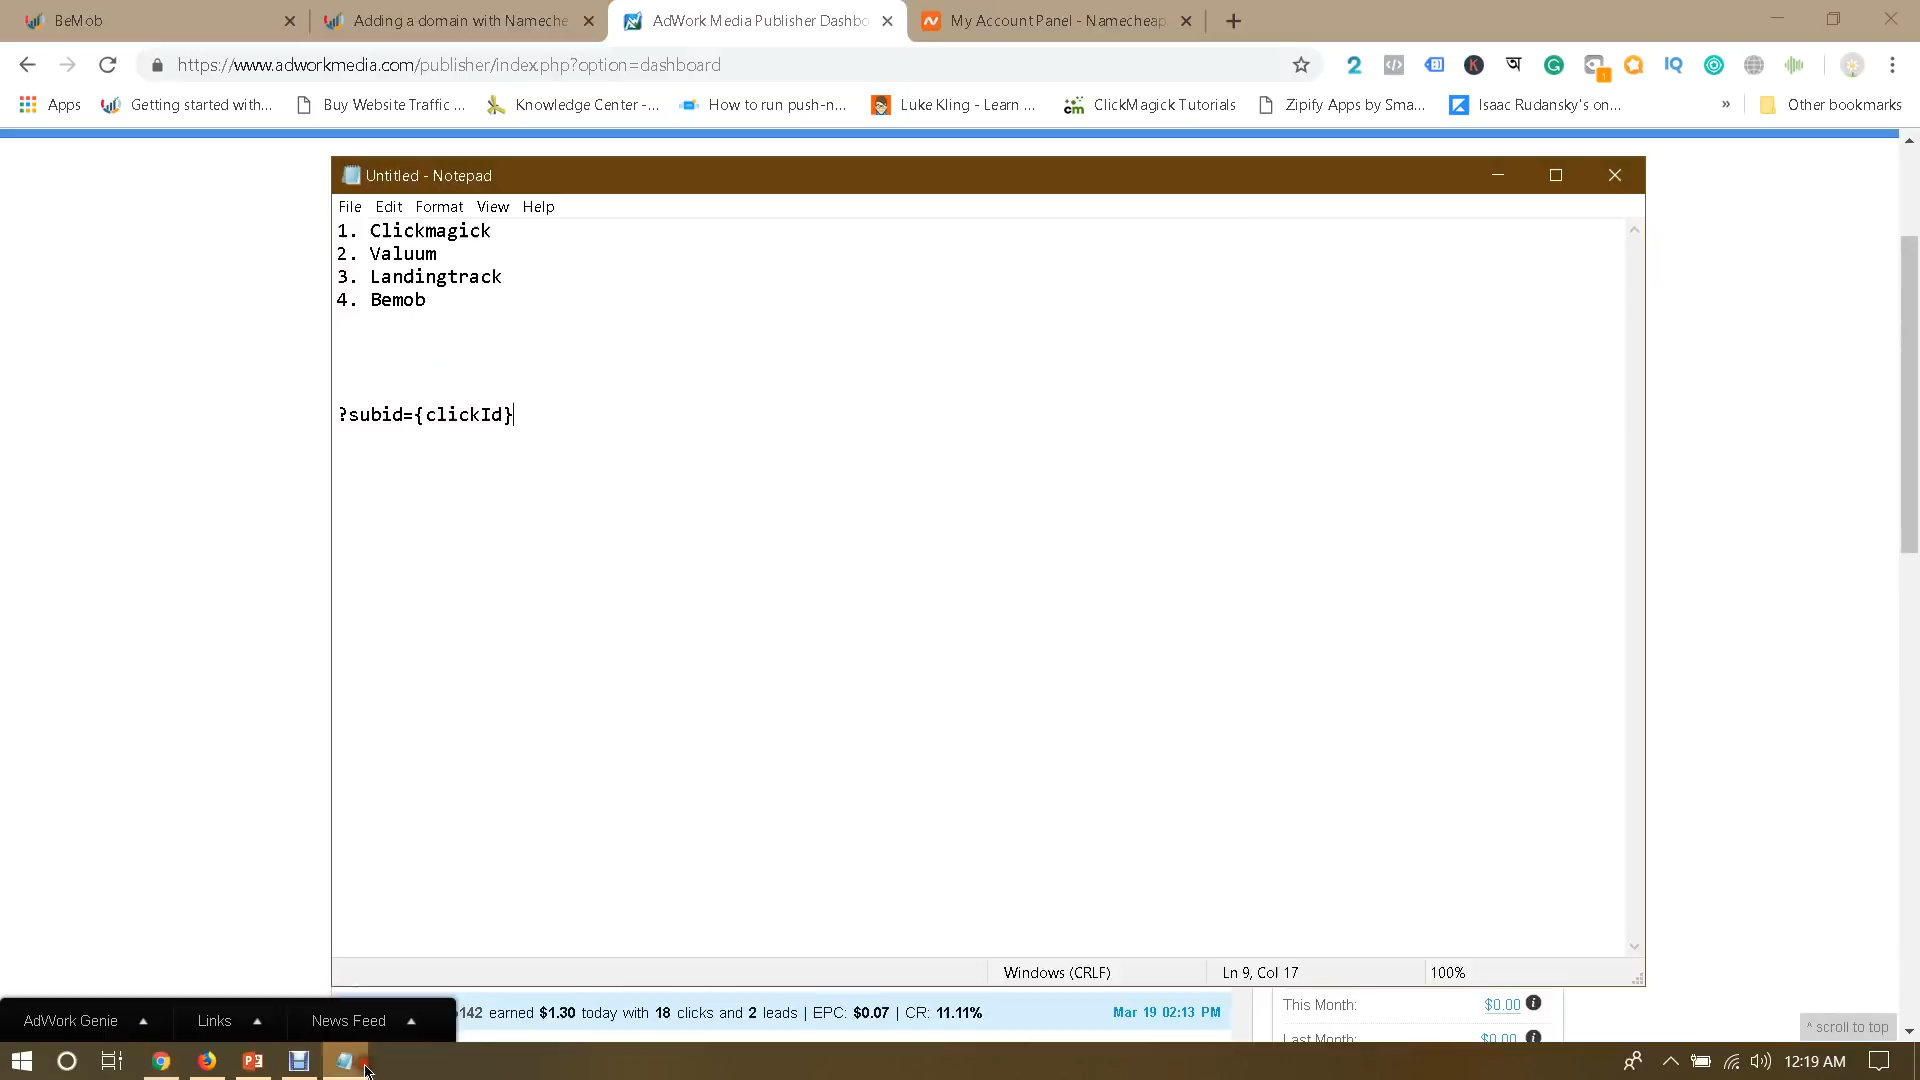 BeMob
Adding a domain with Nameche
AdWork Media Publisher Dashbo
My Account Panel - Namecheap
https://www.adworkmedia.com/publisher/index.php?option=dashboard
Apps
Getting started with...
Buy Website Traffic ...
Knowledge Center -...
How to run push-n...
Luke Kling - Learn ...
ClickMagick Tutorials
Zipify Apps by Sma...
Isaac Rudansky's on...
»
Other bookmarks
Untitled - Notepad
File Edit Format View Help
1. Clickmagick
2. Valuum
3. Landingtrack
4. Bemob
?subid={clickId}
Windows (CRLF)
Ln 9, Col 17
100%
142 earned $1.30 today with 18 clicks and 2 leads | EPC: $0.07 | CR: 11.11%
Mar 19 02:13 PM
This Month: $0.00
Last Month: $0.00
^ scroll to top
AdWork Genie
Links
News Feed
12:19 AM